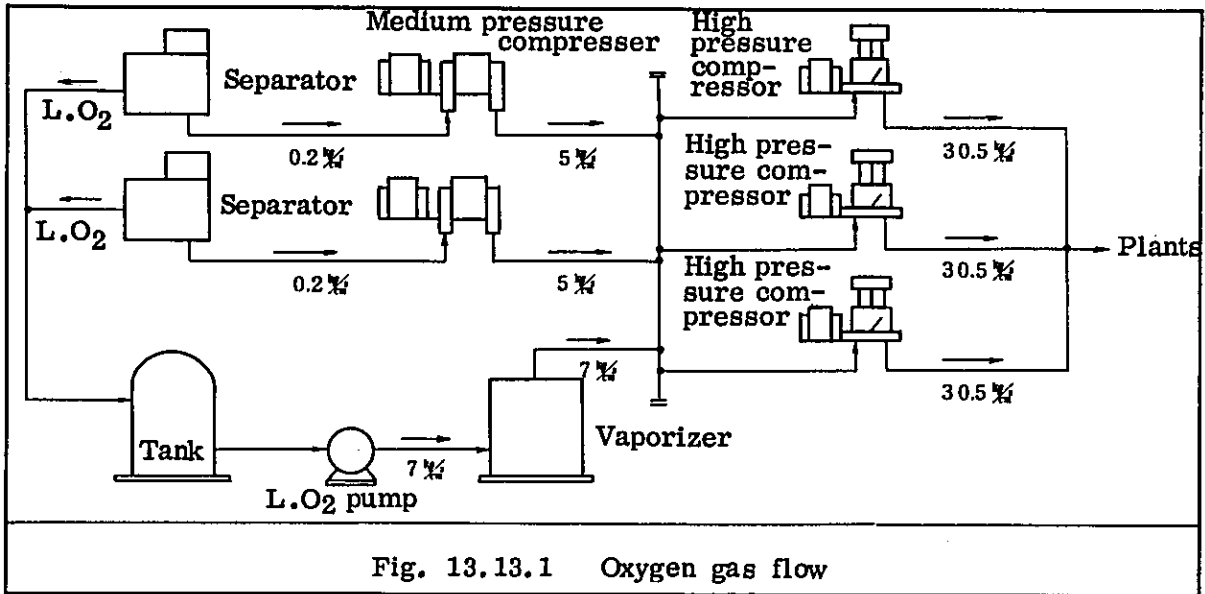 Medium pressure
compresser
High
pressure
comp-
ressor
Separator
L.O2
0.2
5
30.5
High pres-
sure com-
pressor
Separator
L.O2
0.2
5
30.5
Plants
High pres-
sure com-
pressor
7
30.5
Tank
7
Vaporizer
L.O2 pump
Fig. 13.13.1 Oxygen gas flow